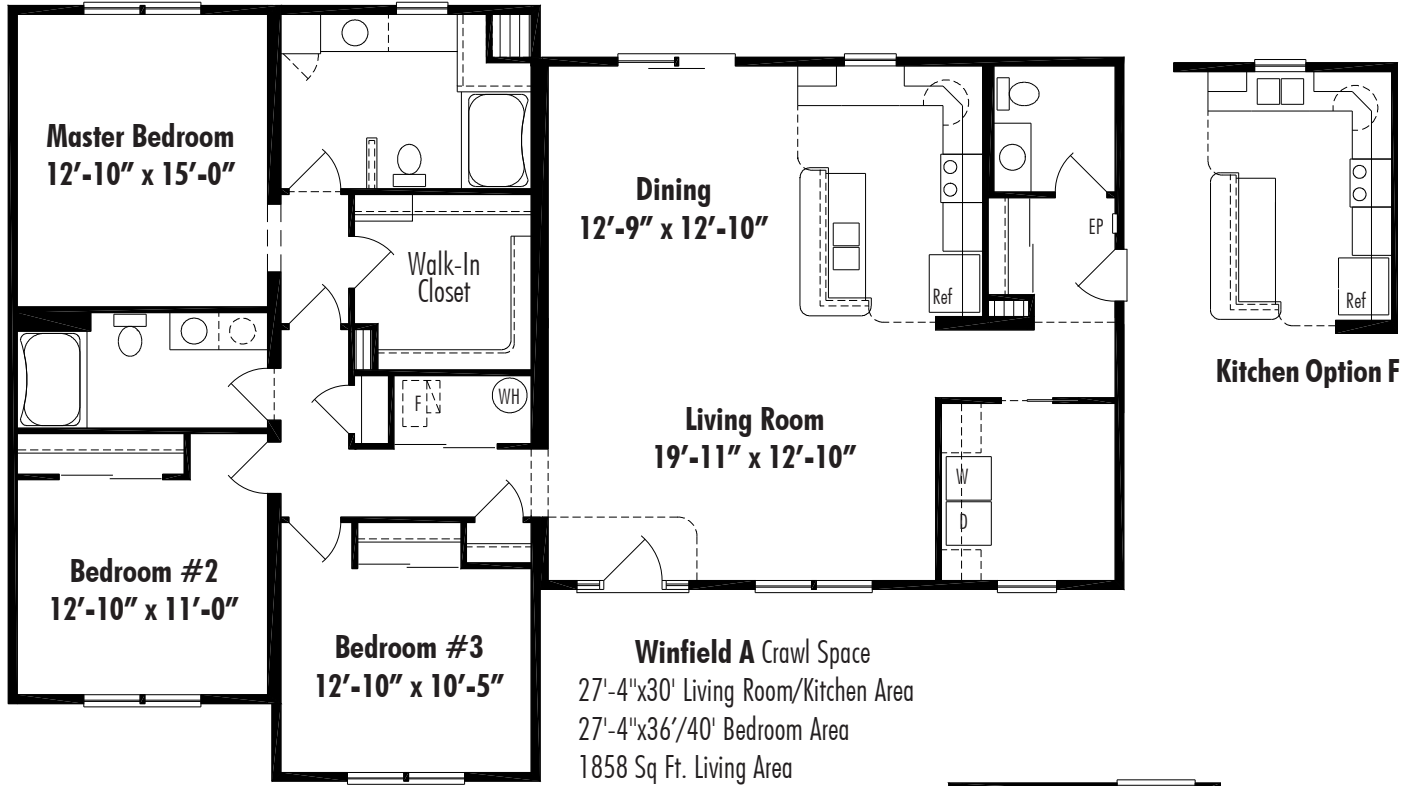 Master Bedroom
12’-10” x 15’-0”
Walk-In
Closet
Dining
12’-9” x 12’-10”
EP
Ref
Ref
Kitchen Option F
F
WH
Living Room
19’-11” x 12’-10”
W
D
Bedroom #2
12’-10” x 11’-0”
Bedroom #3
12’-10” x 10’-5”
Winfield A Crawl Space
27'-4"x30' Living Room/Kitchen Area
27'-4"x36’/40' Bedroom Area
1858 Sq Ft. Living Area